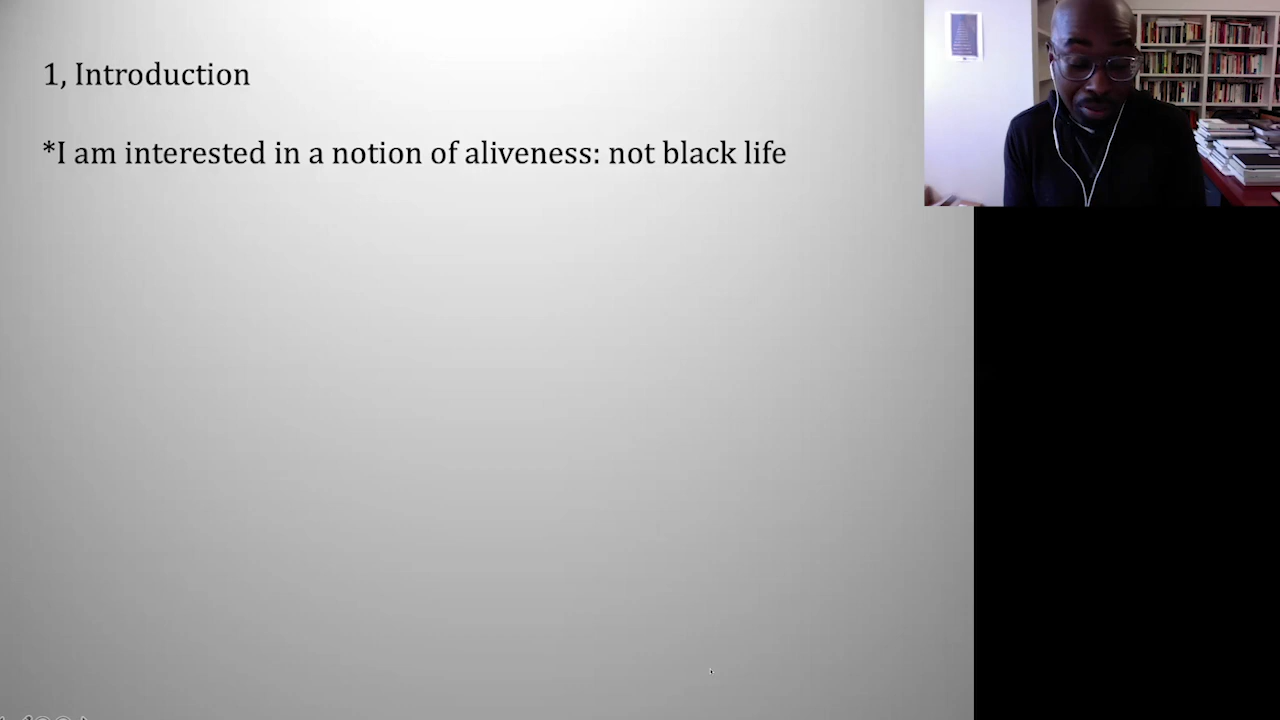 1, Introduction
*I am interested in a notion of aliveness: not black life